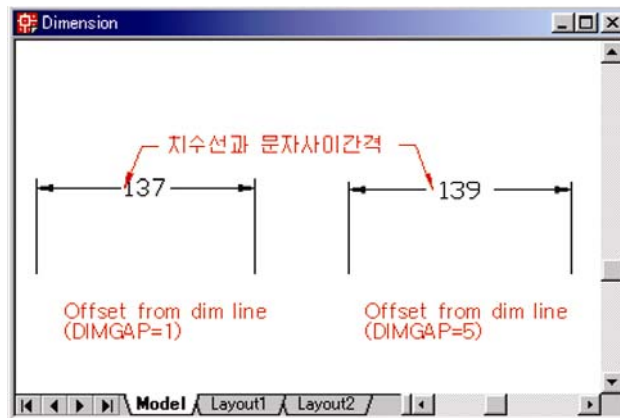 Dimension
치수선과 문자사이간격
137
139
Offset from dim line
(DIMGAP=1)
Offset from dim line
(DIMGAP=5)
Model Layout1 Layout2